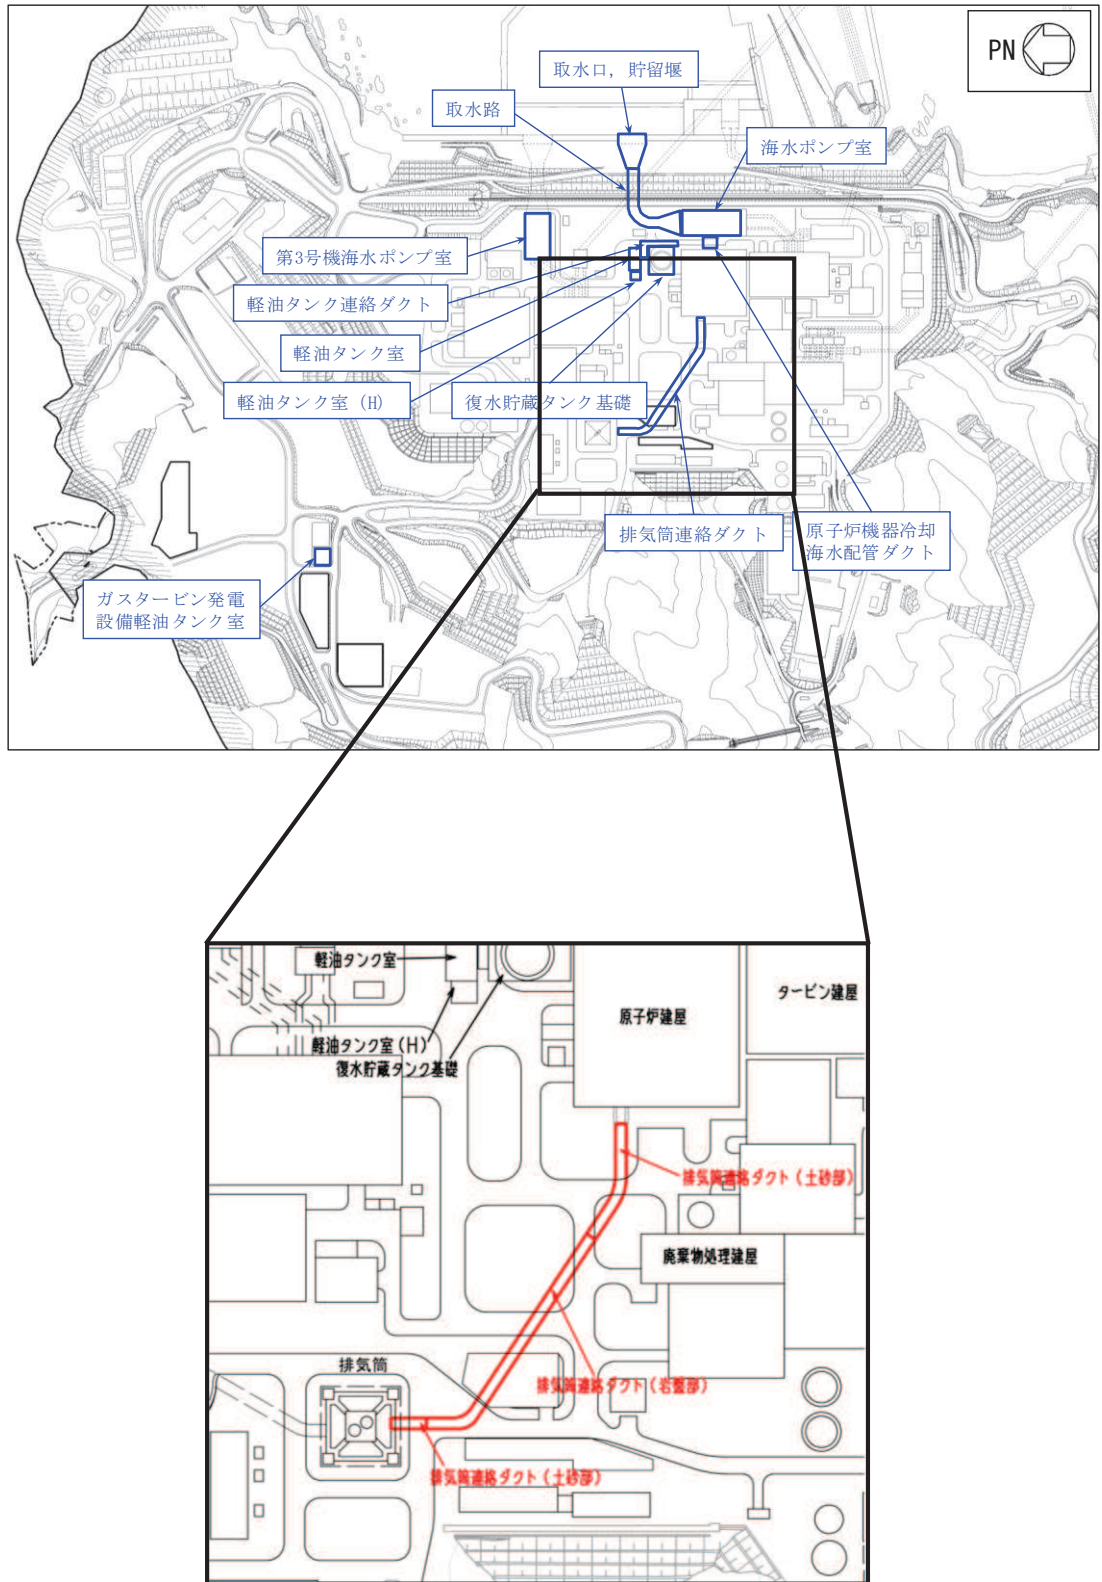 PN
取水口，貯留堰
取水路
海水ポンプ室
第3号機海水ポンプ室
軽油タンク連絡ダクト
軽油タンク室
軽油タンク室 (H)
復水貯蔵タンク基礎
排気筒連絡ダクト
原子炉機器冷却
海水配管ダクト
ガスタービン発電
設備軽油タンク室
軽油タンク室
タービン建屋
原子炉建屋
軽油タンク室(H)
復水貯蔵タンク基礎
排気筒連絡ダクト(土砂部)
廃棄物処理建屋
排気筒
排気筒連絡ダクト(岩盤部)
排気筒連絡ダクト(土砂部)